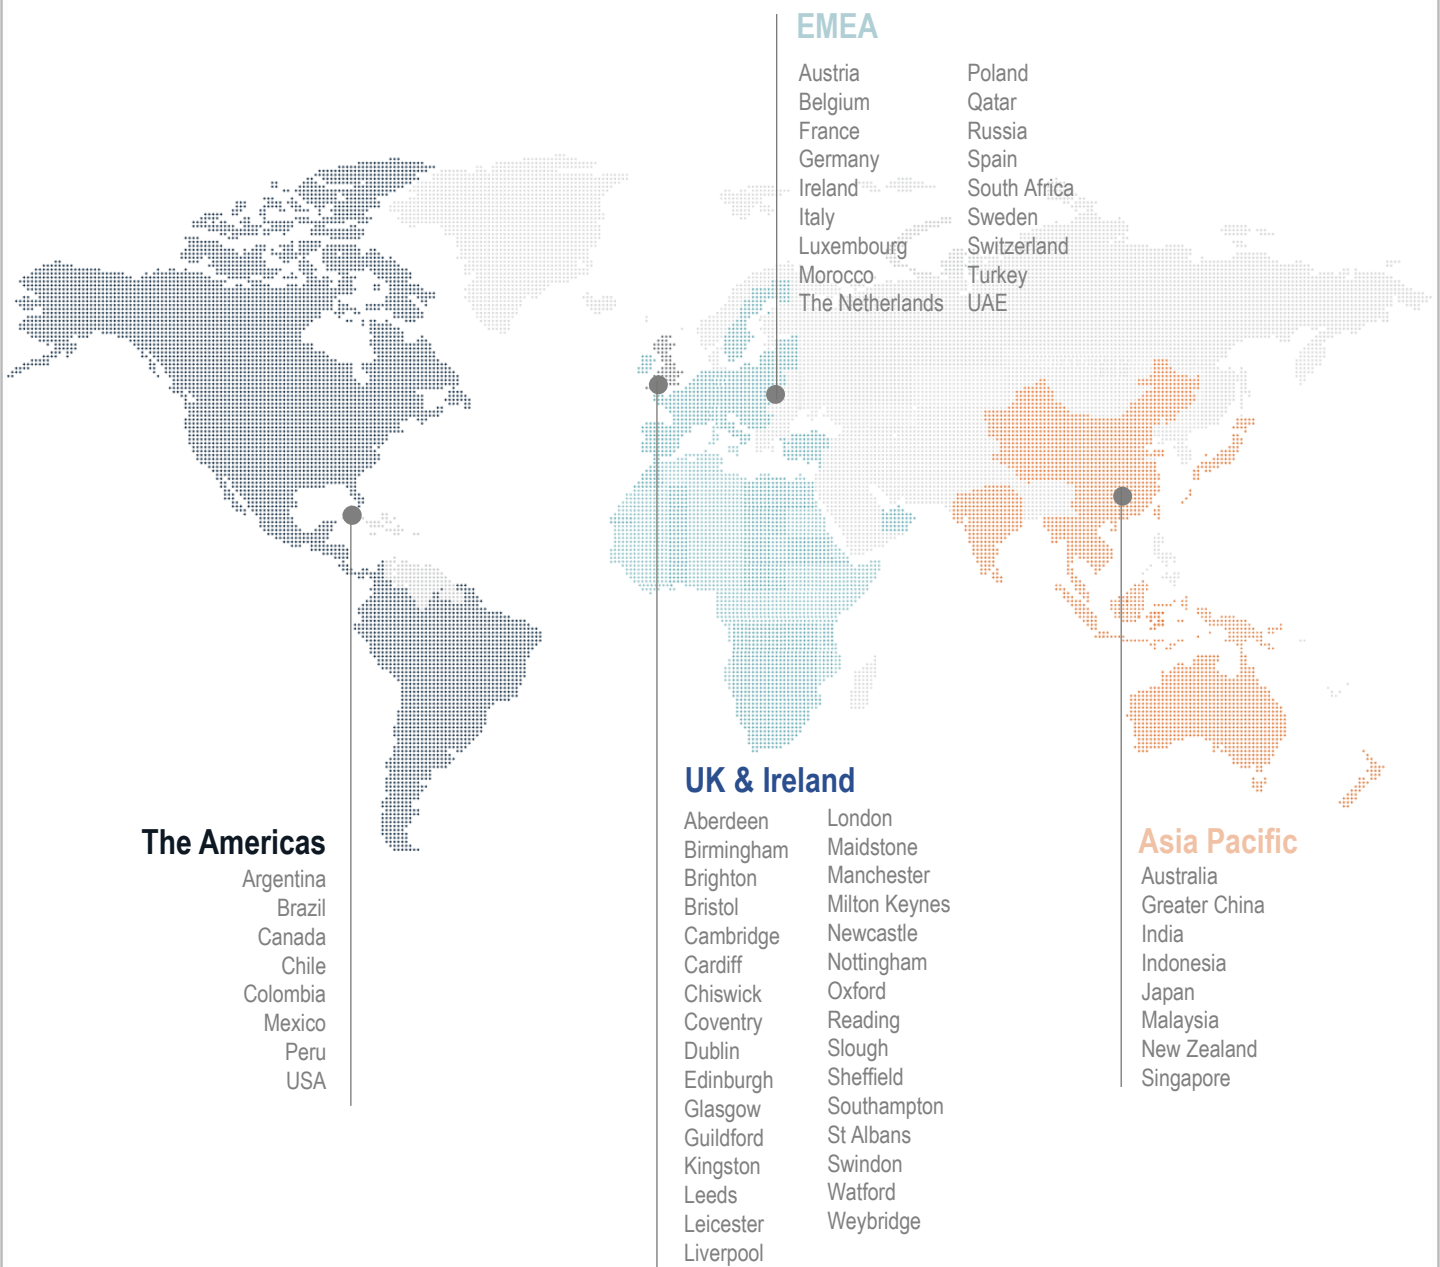 EMEA
Austria
Belgium
France
Germany
Ireland
Italy
Luxembourg
Morocco
The Netherlands
Poland
Qatar
Russia
Spain
South Africa
Sweden
Switzerland
Turkey
UAE
The Americas
Argentina
Brazil
Canada
Chile
Colombia
Mexico
Peru
USA
UK & Ireland
Aberdeen
Birmingham
Brighton
Bristol
Cambridge
Cardiff
Chiswick
Coventry
Dublin
Edinburgh
Glasgow
Guildford
Kingston
Leeds
Leicester
Liverpool
London
Maidstone
Manchester
Milton Keynes
Newcastle
Nottingham
Oxford
Reading
Slough
Sheffield
Southampton
St Albans
Swindon
Watford
Weybridge
Asia Pacific
Australia
Greater China
India
Indonesia
Japan
Malaysia
New Zealand
Singapore